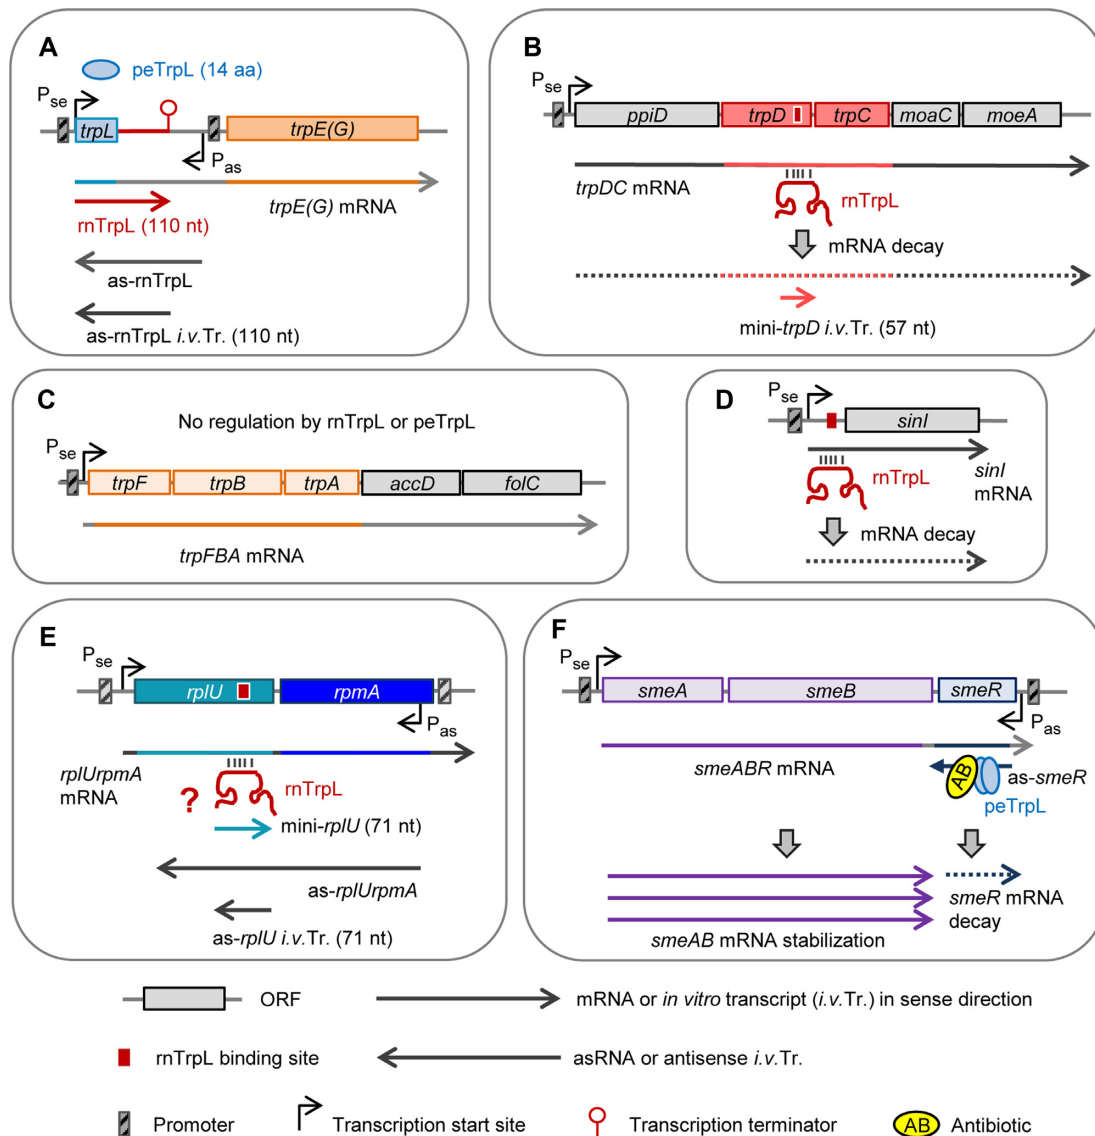 A
peTrpL (14 aa)
Pse
trpL
trpE(G)
Pas
trpE(G) mRNA
rnTrpL (110 nt)
as-rnTrpL
as-rnTrpL i.v.Tr. (110 nt)
B
Pse
ppiD
trpD
trpC
moaC
moeA
trpDC mRNA
rnTrpL
mRNA decay
mini-trpD i.v.Tr. (57 nt)
C
No regulation by rnTrpL or peTrpL
Pse
trpF
trpB
trpA
accD
folC
trpFBA mRNA
D
Pse
sinI
rnTrpL
sinI
mRNA
mRNA decay
E
Pse
rplU
rpmA
Pas
rplUrpmA
mRNA
?
rnTrpL
mini-rplU (71 nt)
as-rplUrpmA
as-rplU i.v.Tr. (71 nt)
F
Pse
smeA
smeB
smeR
Pas
smeABR mRNA
as-smeR
AB
peTrpL
smeAB mRNA stabilization
smeR mRNA
decay
ORF
mRNA or in vitro transcript (i.v.Tr.) in sense direction
rnTrpL binding site
asRNA or antisense i.v.Tr.
Promoter
Transcription start site
Transcription terminator
AB
Antibiotic